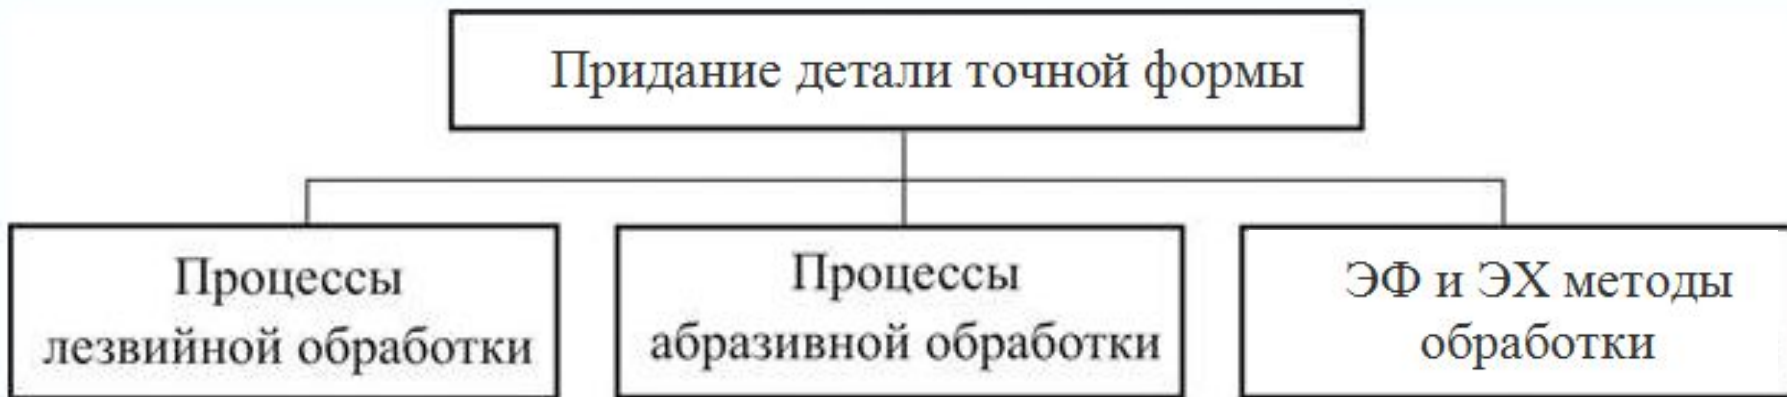 Придание детали точной формы
Процессы
лезвийной обработки
Процессы
абразивной обработки
ЭФ и ЭХ методы
обработки